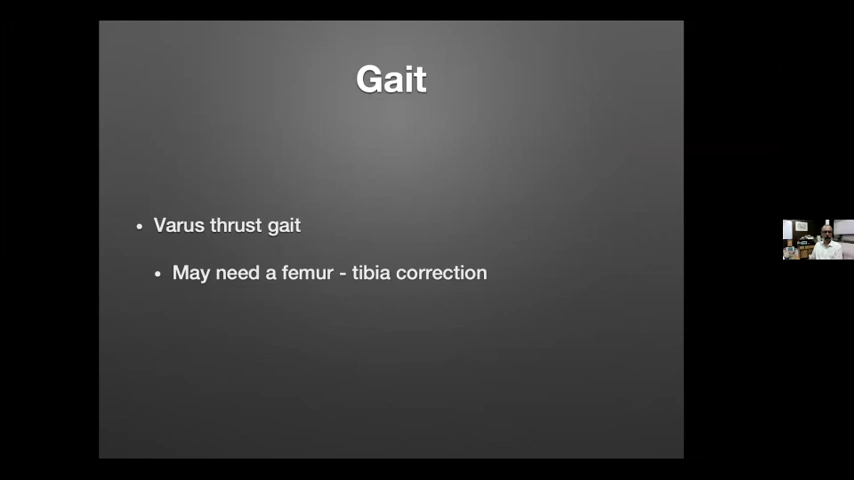 Gait
• Varus thrust gait
• May need a femur - tibia correction